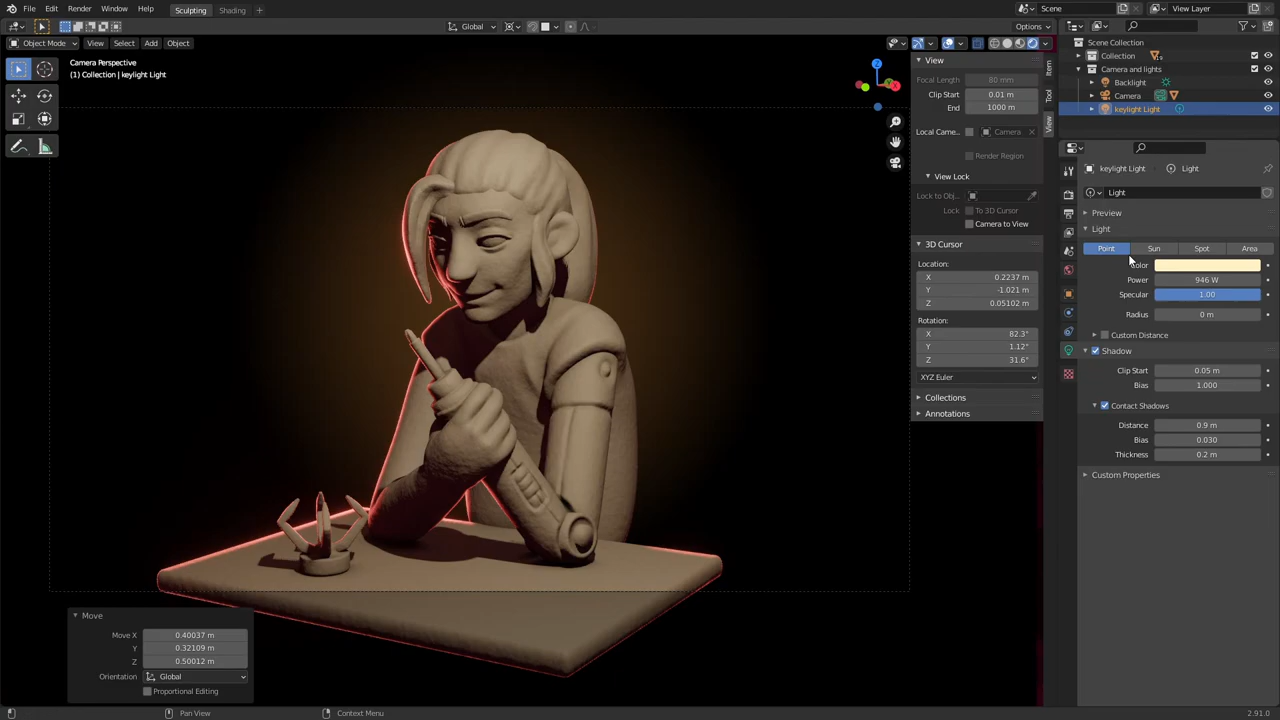 File Edit Render Window Help Sculpting Shading + Scene View Layer
Global Options
Object Mode View Select Add Object
Camera Perspective
(1) Collection | keylight Light
Z
View
Focal Length 80 mm
Clip Start 0.01 m
End 1000 m
Local Came.. Camera
Render Region
View Lock
Lock to Obj..
Lock To 3D Cursor
Camera to View
3D Cursor
Location:
X 0.2237 m
Y -1.021 m
Z 0.05102 m
Rotation:
X 82.3°
Y 1.12°
Z 31.6°
XYZ Euler
Collections
Annotations
Item
Tool
View
Scene Collection
Collection
Camera and lights
Backlight
Camera
keylight Light
keylight Light Light
Light
Preview
Light
Point Sun Spot Area
Color
Power 946 W
Specular 1.00
Radius 0 m
Custom Distance
Shadow
Clip Start 0.05 m
Bias 1.000
Contact Shadows
Distance 0.9 m
Bias 0.030
Thickness 0.2 m
Custom Properties
Move
Move X 0.40037 m
Y 0.32109 m
Z 0.50012 m
Orientation Global
Proportional Editing
Pan View Context Menu 2.91.0